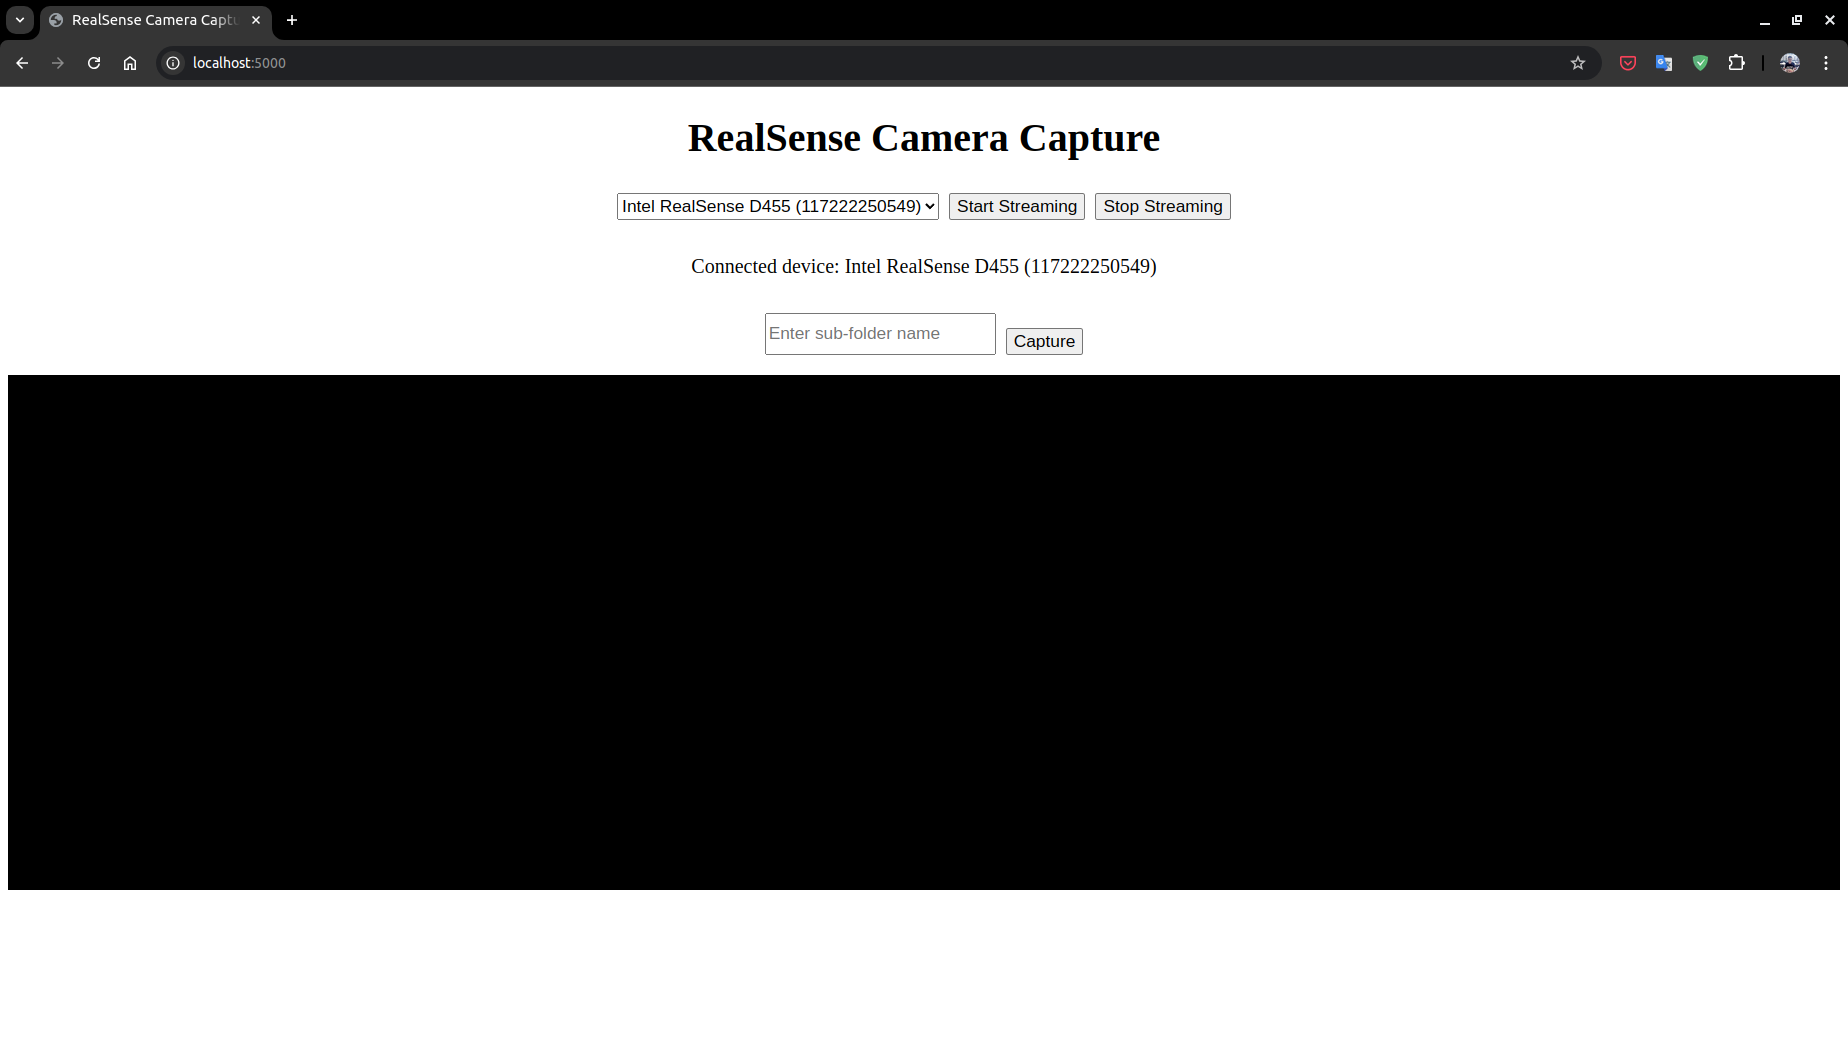 RealSense Camera Captu
localhost:5000
RealSense Camera Capture
Intel RealSense D455 (117222250549) Start Streaming Stop Streaming
Connected device: Intel RealSense D455 (117222250549)
Enter sub-folder name Capture